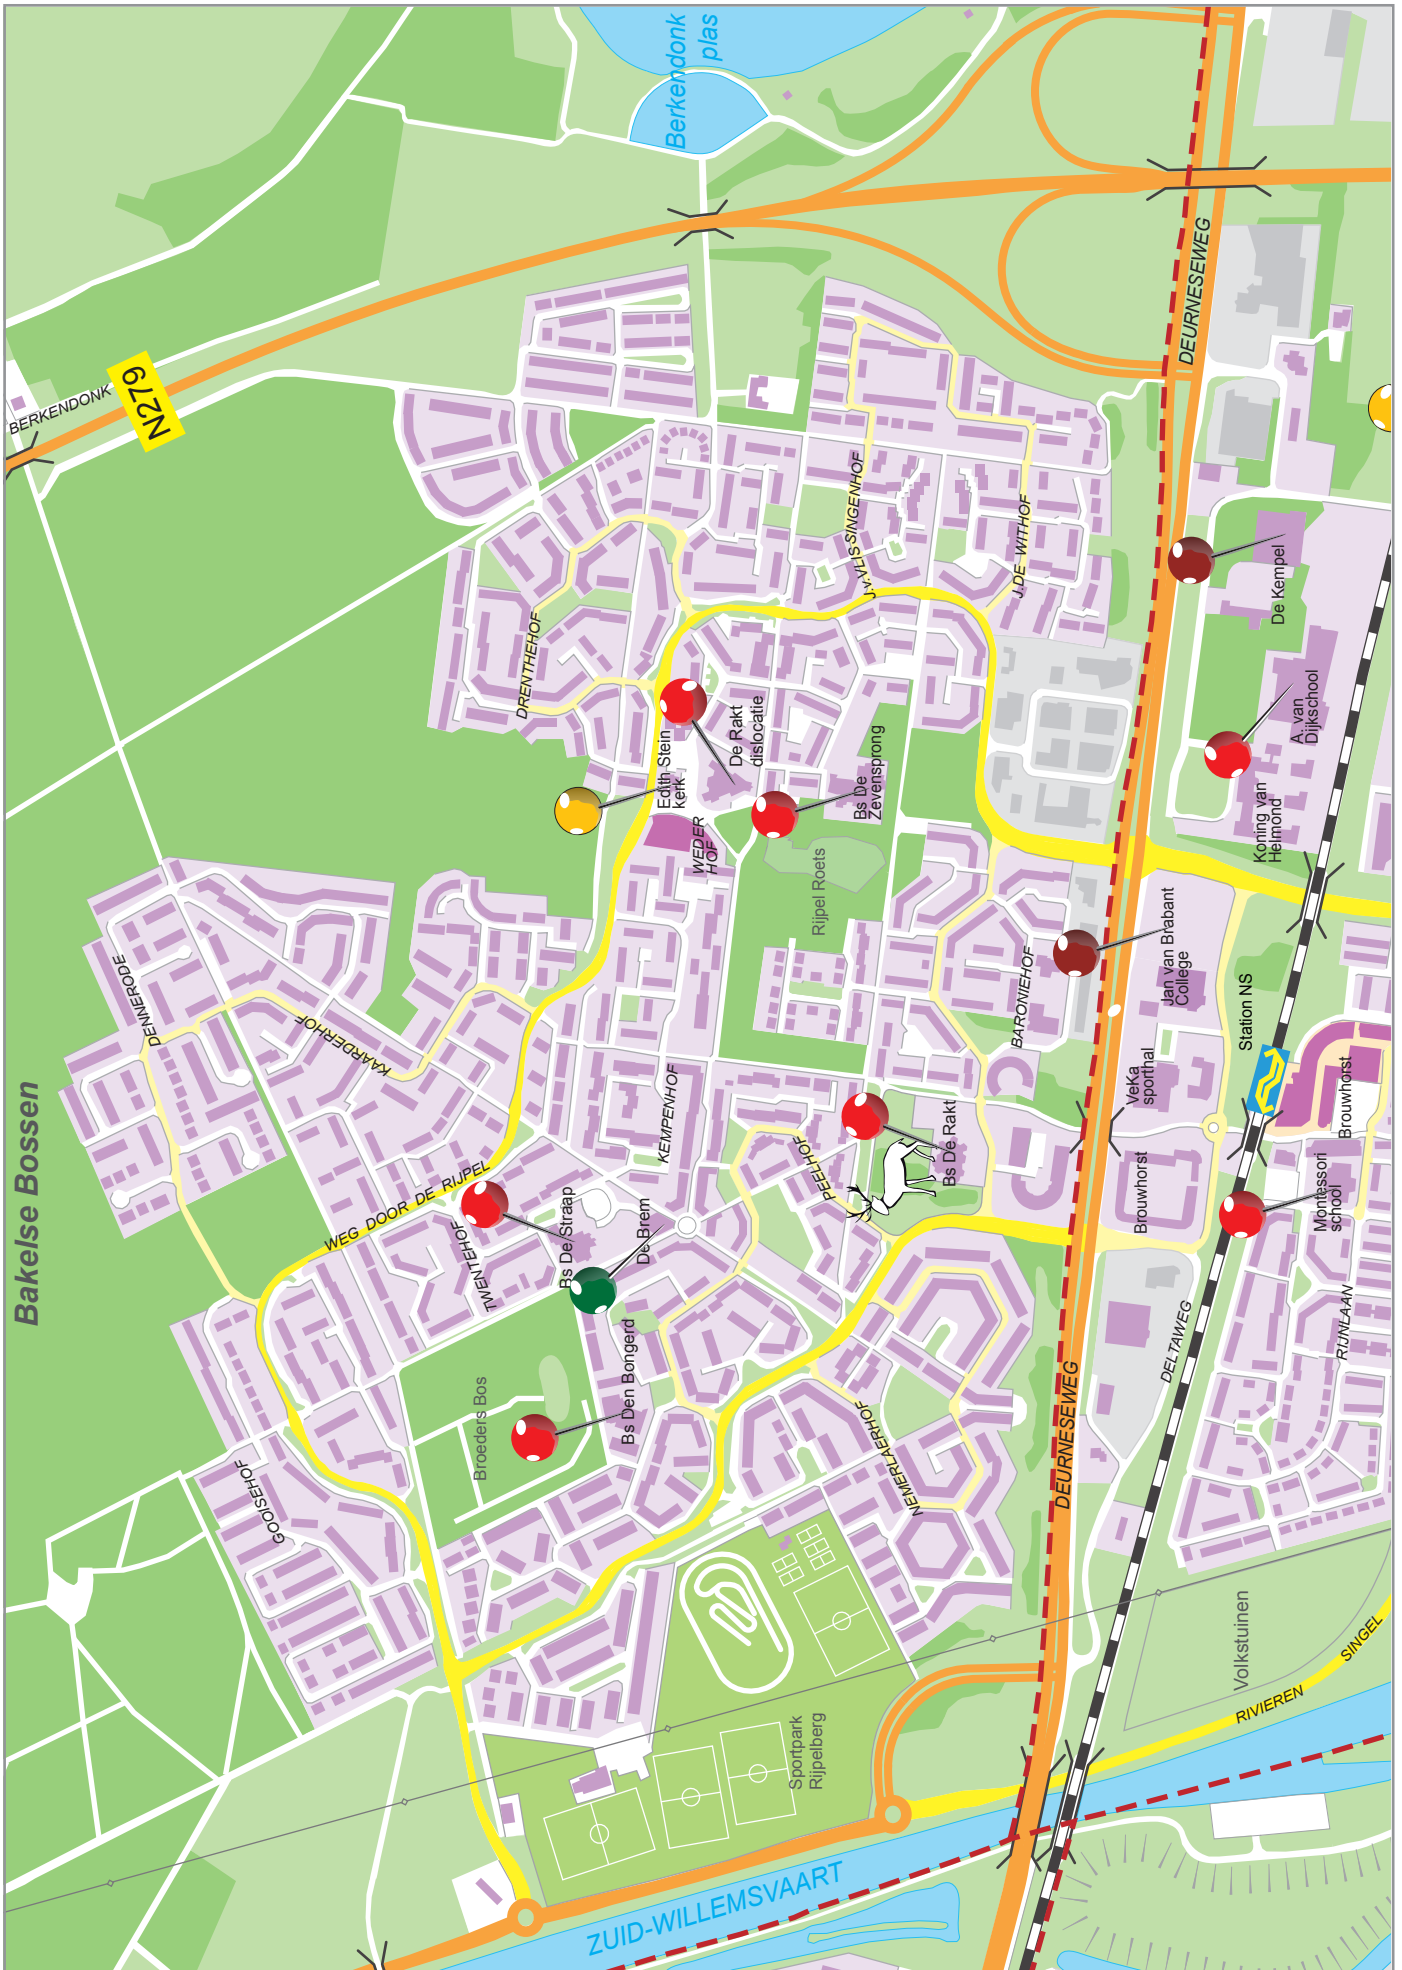 Bakelse Bossen
Berkendonk
plas
BERKENDONK
N279
DEURNESEWEG
J.V.VLISSINGENHOF
J.DE WITHOF
DRENTHEHOF
De Kempel
A. van
Dijkschool
Koning van
Helmond
Edith Stein
kerk
De Rakt
dislocatie
Bs De
Zevensprong
WEDER
HOF
Rijpel Roets
DENNERODE
KAARDERHOF
BARONIEHOF
Jan van Brabant
College
Station NS
VeKa
sporthal
Brouwhorst
Brouwhorst
KEMPENHOF
PEELHOF
Bs De Rakt
WEG DOOR DE RIJPEL
TWENTEHOF
Bs De Straap
De Brem
Montessori
school
RIJNLAAN
DELTAWEG
DEURNESEWEG
Bs Den Bongerd
Broeders Bos
GOOISEHOF
NEMERLAERHOF
Volkstuinen
RIVIEREN
SINGEL
Sportpark
Rijpelberg
ZUID-WILLEMSVAART